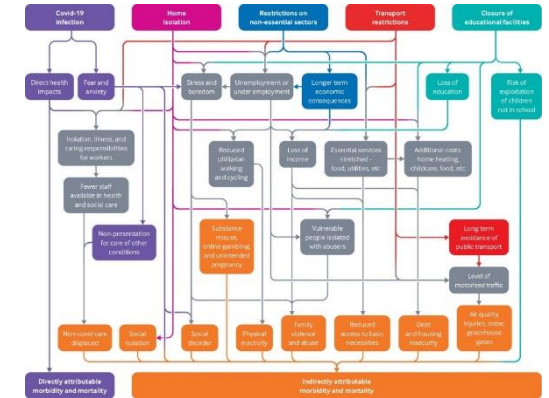 Covid-19
infection
Home
isolation
Restrictions on
non-essential sectors
Transport
restrictions
Closure of
educational facilities
Direct health
impacts
Fear and
anxiety
Stress and
boredom
Unemployment or
under employment
Longer term
economic
consequences
Loss of
education
Risk of
exploitation
of children
not in school
Isolation, illness, and
caring responsibilities
for workers
Reduced
utilitarian
working
and cycling
Loss of
income
Essential services
stretched -
food, utilities, etc
Additional costs:
home heating,
childcare, food, etc
Fewer staff
available in health
and social care
Non-presentation
for care of other
conditions
Substance
misuse,
online gambling,
and unintended
pregnancy
Vulnerable
people isolated
with abusers
Long term
avoidance of
public transport
Level of
motorised traffic
Non-covid care
displaced
Social
isolation
Social
disorder
Physical
inactivity
Family
violence
and abuse
Reduced
access to basic
necessities
Debt
and housing
insecurity
Air quality,
injuries, noise,
greenhouse
gases
Directly attributable
morbidity and mortality
Indirectly attributable
morbidity and mortality